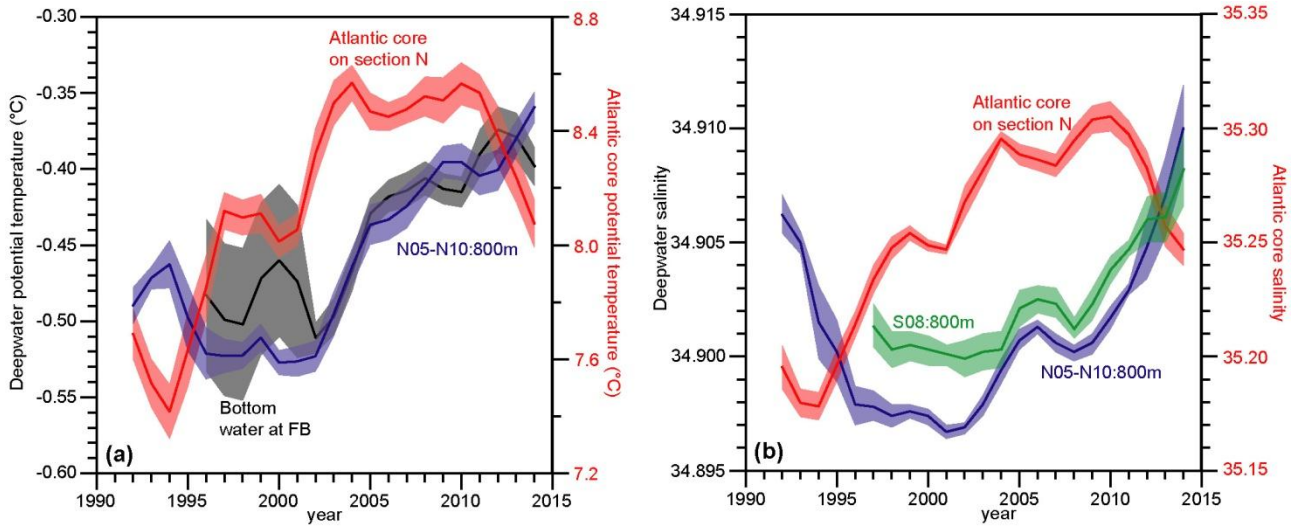 -0.30
-0.35
-0.40
-0.45
-0.50
-0.55
-0.60
Deepwater potential temperature (°C)
8.8
8.4
8.0
7.6
7.2
Atlantic core potential temperature (°C)
Atlantic core
on section N
N05-N10:800m
Bottom
water at FB
(a)
1990 1995 2000 2005 2010 2015
year
34.915
34.910
34.905
34.900
34.895
Deepwater salinity
35.35
35.30
35.25
35.20
35.15
Atlantic core salinity
Atlantic core
on section N
S08:800m
N05-N10:800m
(b)
1990 1995 2000 2005 2010 2015
year